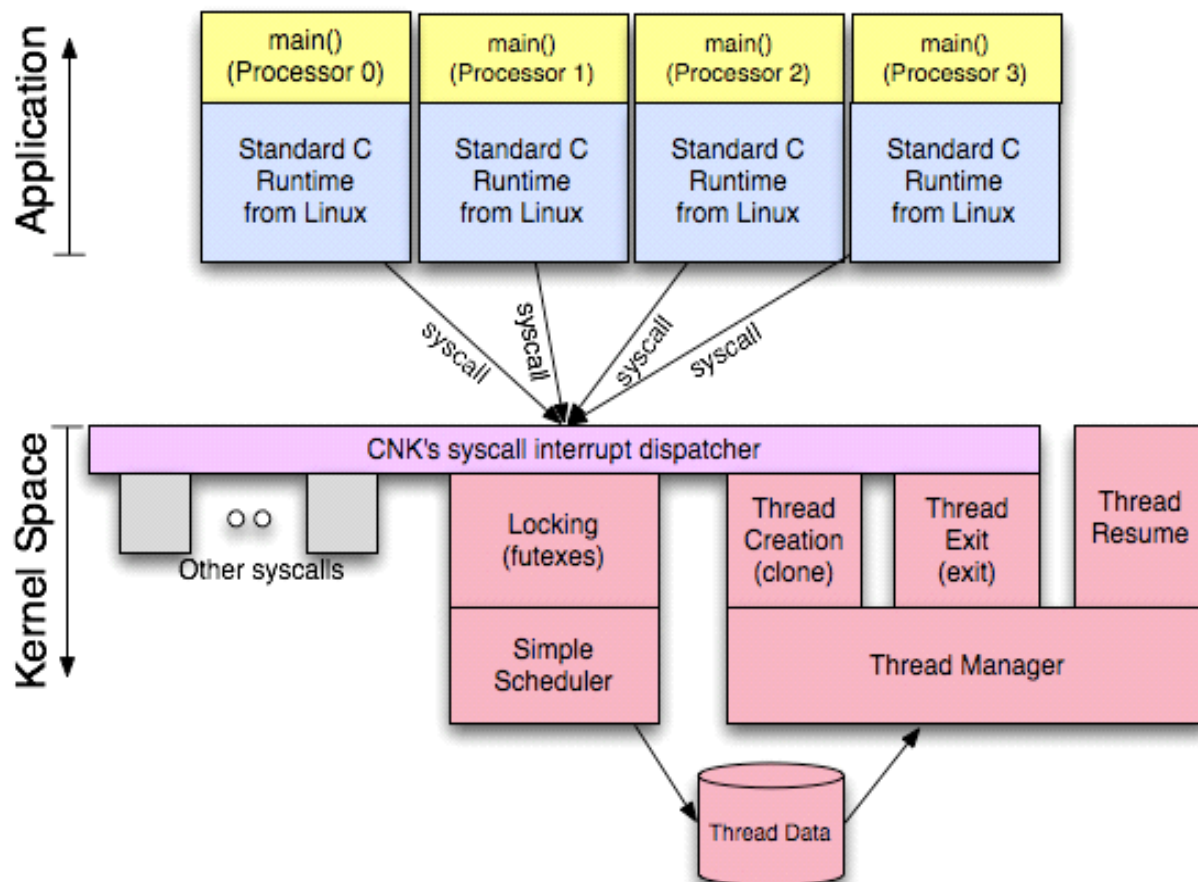 Application
main()
(Processor 0)
main()
(Processor 1)
main()
(Processor 2)
main()
(Processor 3)
Standard C
Runtime
from Linux
Standard C
Runtime
from Linux
Standard C
Runtime
from Linux
Standard C
Runtime
from Linux
syscall
syscall
syscall
syscall
Kernel Space
CNK's syscall interrupt dispatcher
Other syscalls
Locking
(futexes)
Thread
Creation
(clone)
Thread
Exit
(exit)
Thread
Resume
Simple
Scheduler
Thread Manager
Thread Data